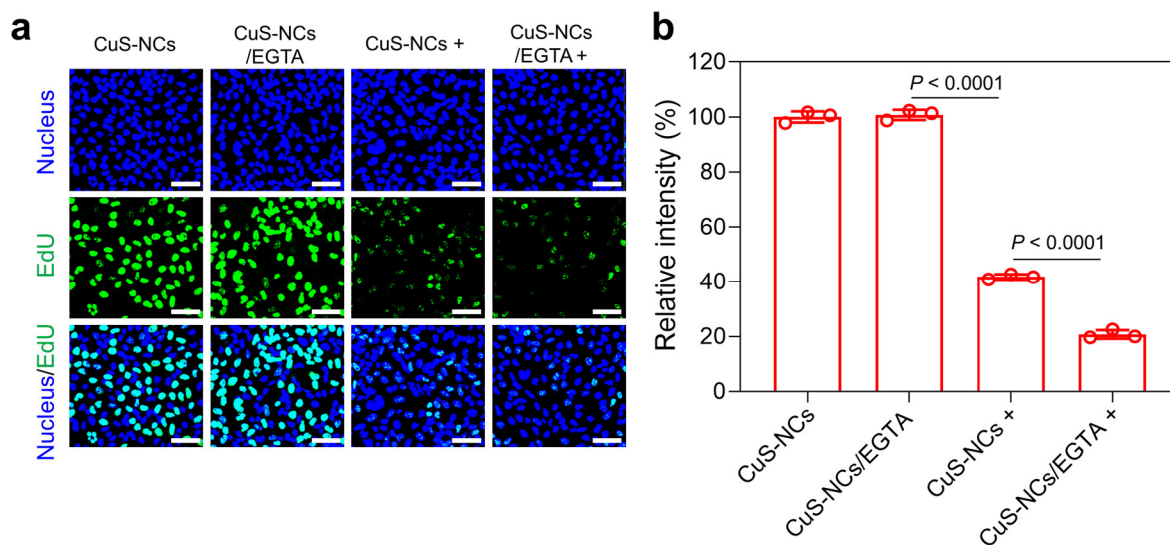 a
CuS-NCs
CuS-NCs
/EGTA
CuS-NCs +
CuS-NCs
/EGTA +
Nucleus
EdU
Nucleus/EdU
b
Relative intensity (%)
120
100
80
60
40
20
0
P < 0.0001
P < 0.0001
CuS-NCs
CuS-NCs/EGTA
CuS-NCs +
CuS-NCs/EGTA +